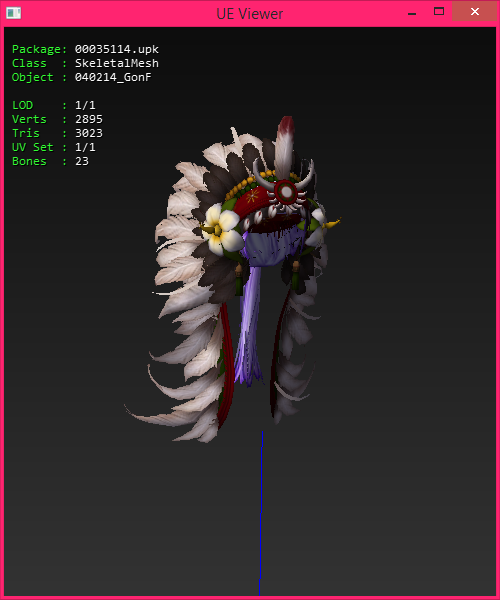 UE Viewer
Package: 00035114.upk
Class : SkeletalMesh
Object : 040214_GonF
LOD : 1/1
Verts : 2895
Tris : 3023
UV Set : 1/1
Bones : 23